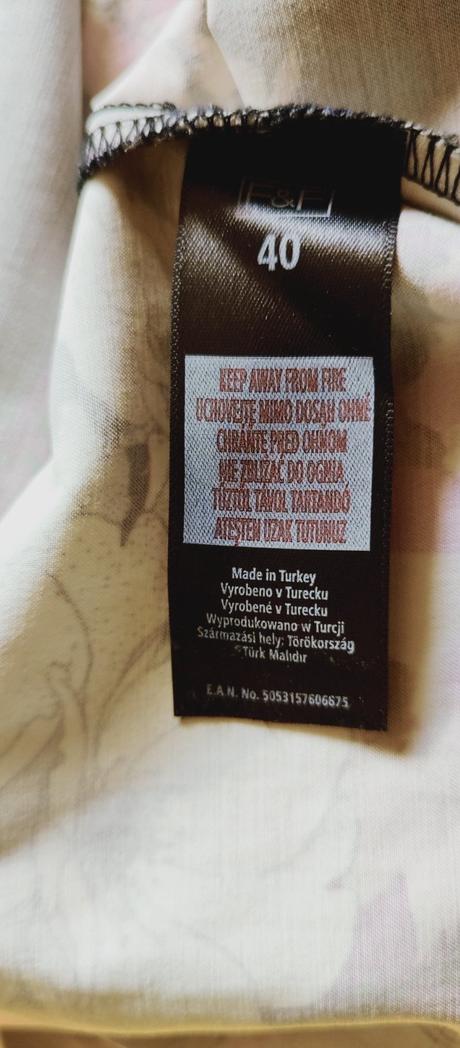 F&F
40
KEEP AWAY FROM FIRE
UCHOVEJTE MIMO DOSAH OHNĚ
CHRÁŇTE PRED OHŇOM
NIE ZBLIŻAĆ DO OGNIA
TŰZTŐL TÁVOL TARTANDÓ
ATEŞTEN UZAK TUTUNUZ
Made in Turkey
Vyrobeno v Turecku
Vyrobené v Turecku
Wyprodukowano w Turcji
Származási hely: Törökország
Türk Malıdır
E.A.N. No. 5053157606675